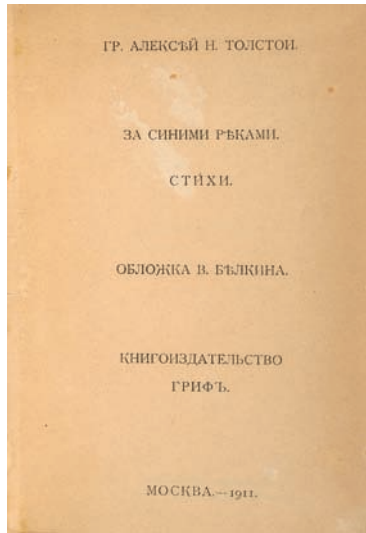 ГР. АЛЕКСѢЙ Н. ТОЛСТОЙ.
ЗА СИНИМИ РѢКАМИ.
СТИХИ.
ОБЛОЖКА В. БѢЛКИНА.
КНИГОИЗДАТЕЛЬСТВО
ГРИФЪ.
МОСКВА.—1911.